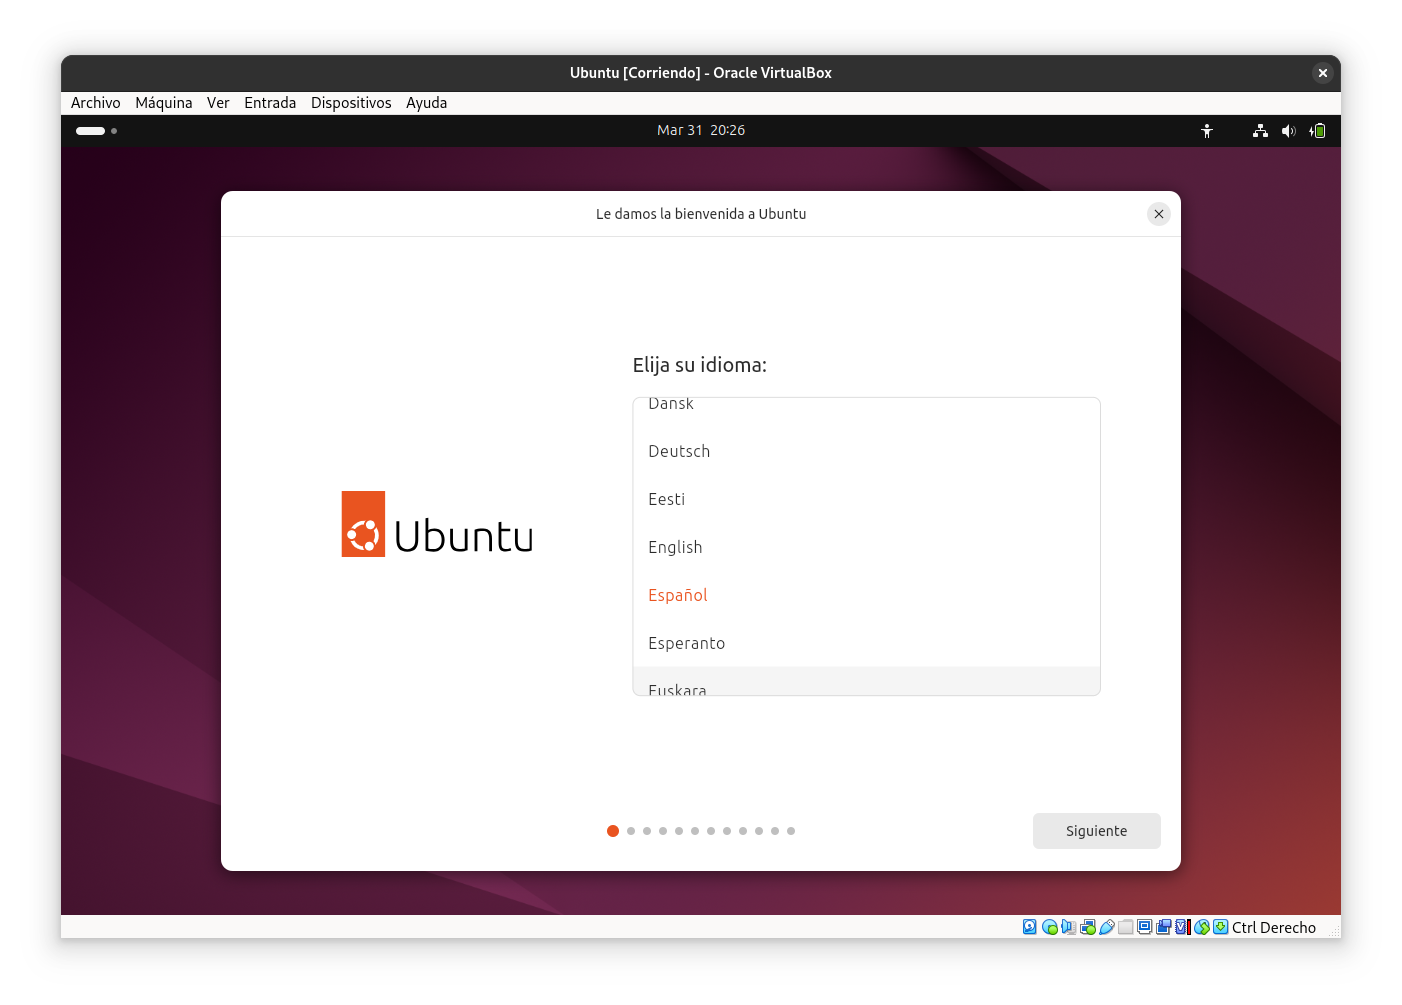 Ubuntu [Corriendo] - Oracle VirtualBox
Archivo Máquina Ver Entrada Dispositivos Ayuda
Mar 31 20:26
Le damos la bienvenida a Ubuntu
Elija su idioma:
Dansk
Deutsch
Eesti
English
Español
Esperanto
Euskara
Ubuntu
Siguiente
Ctrl Derecho